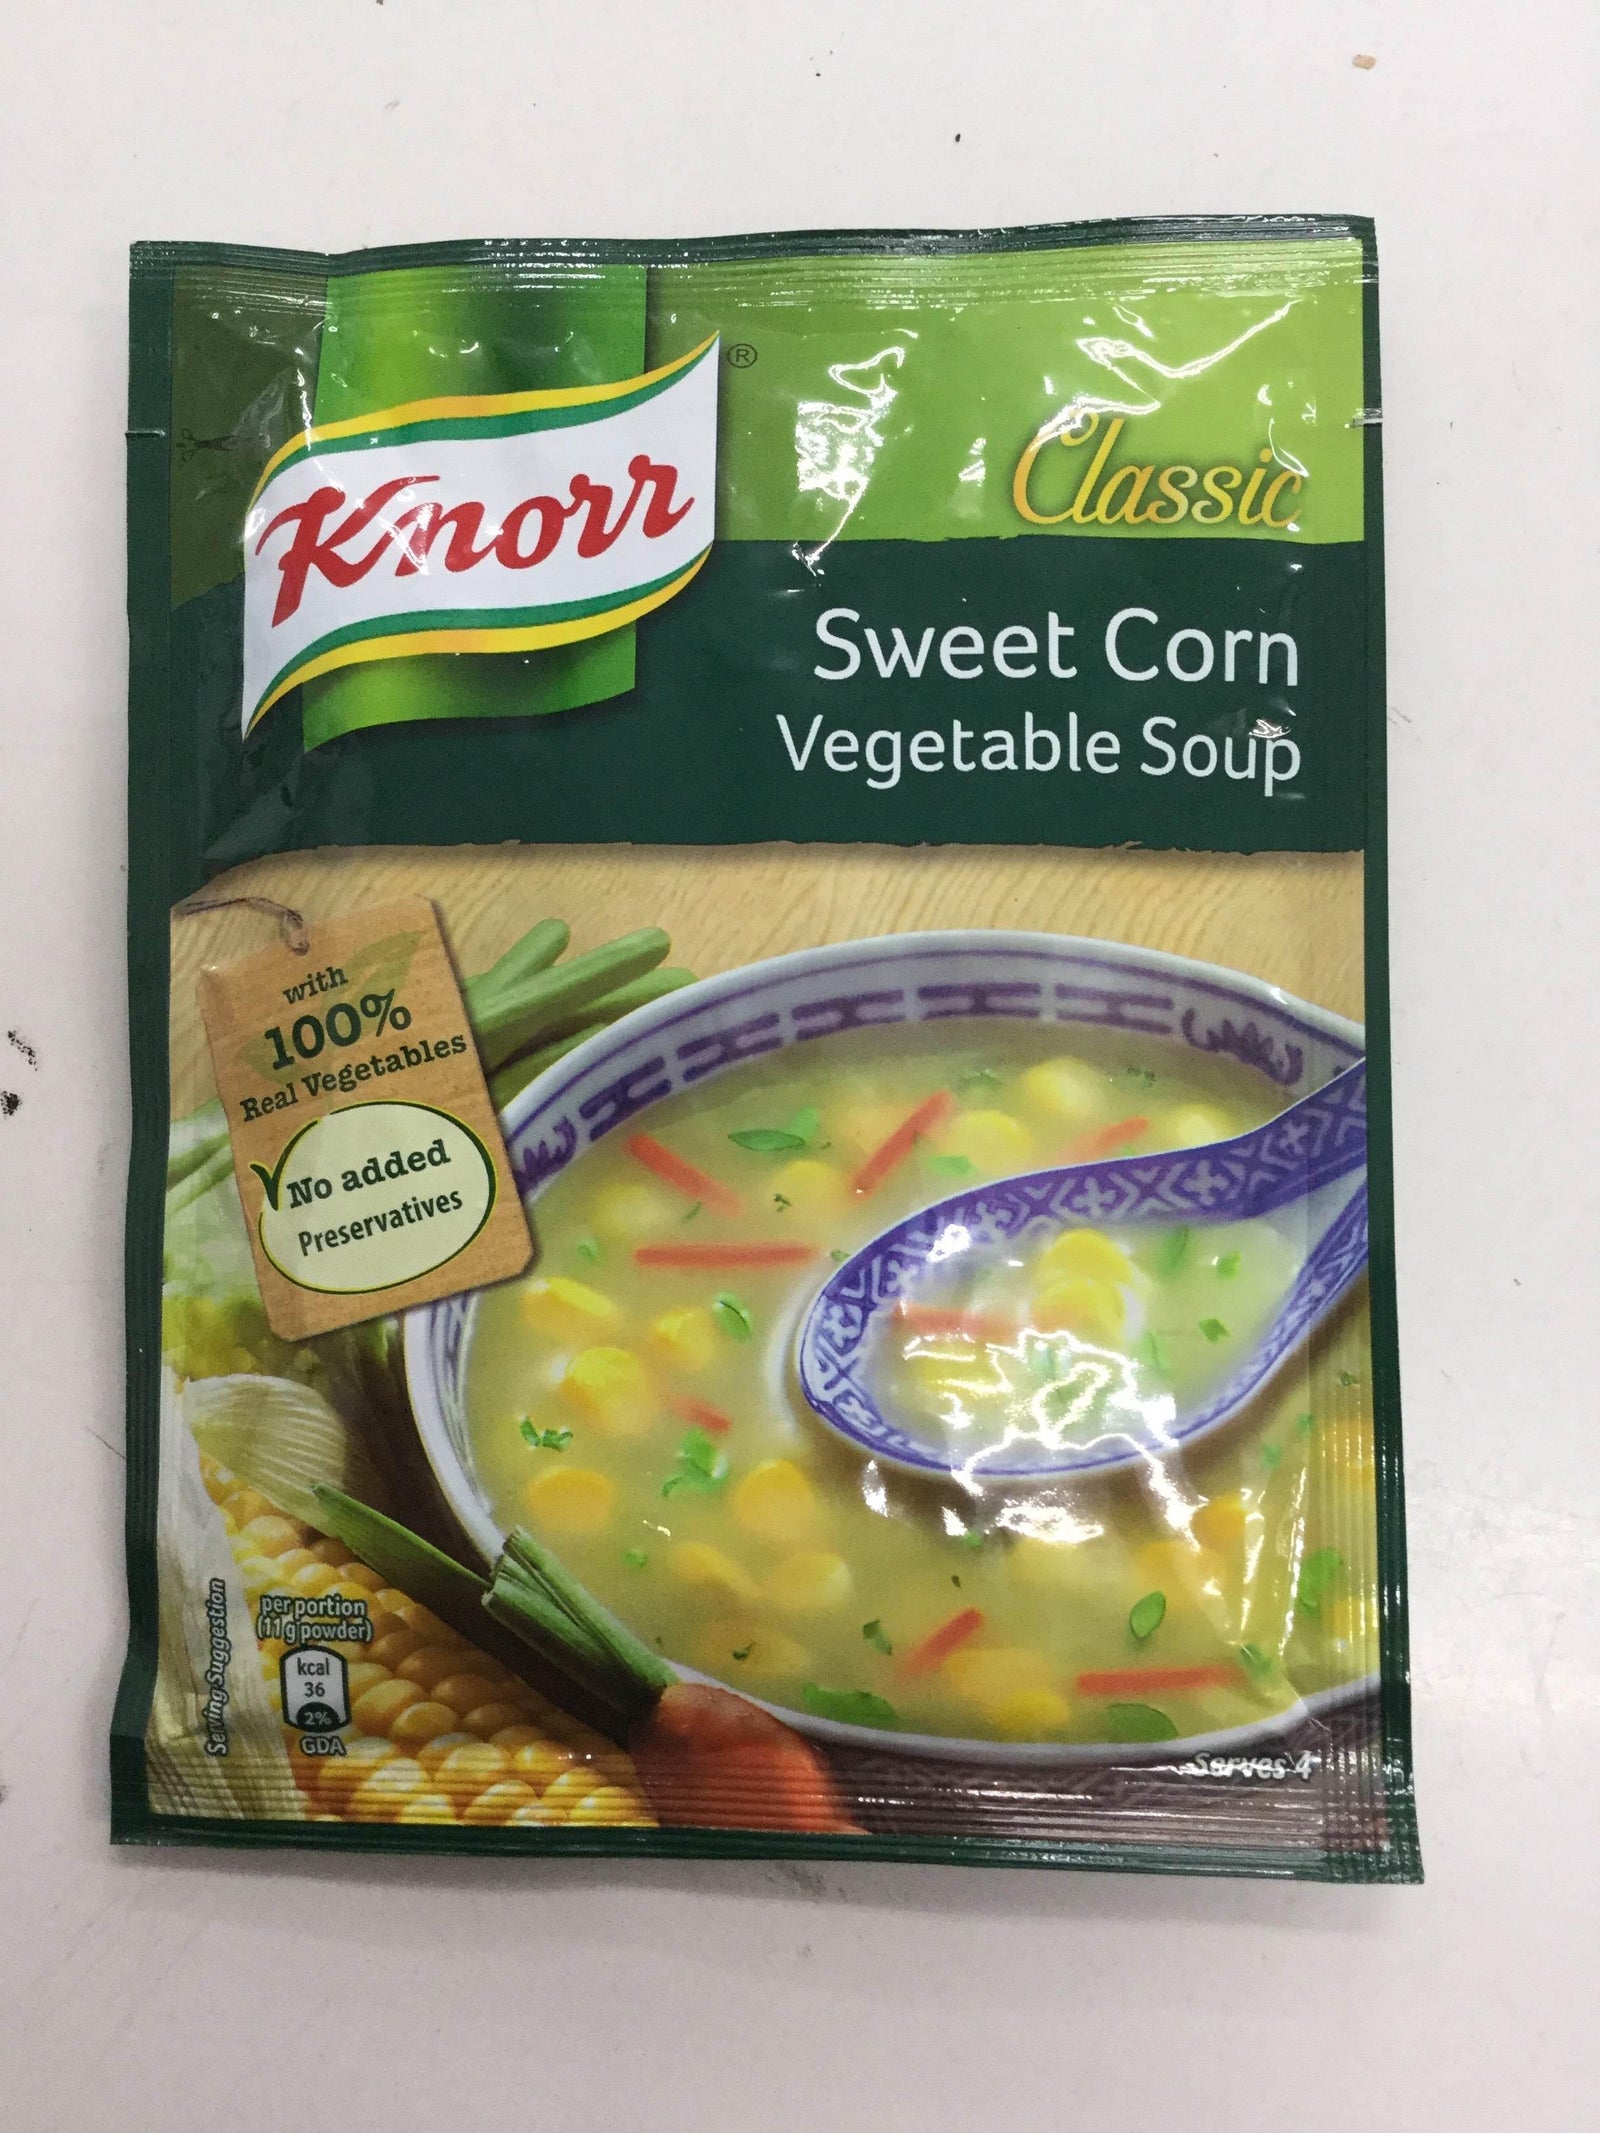 Knorr®
Classic
Sweet Corn
Vegetable Soup
with
100%
Real Vegetables
No added
Preservatives
Serving Suggestion
per portion
(11g powder)
kcal
36
2%
GDA
Serves 4